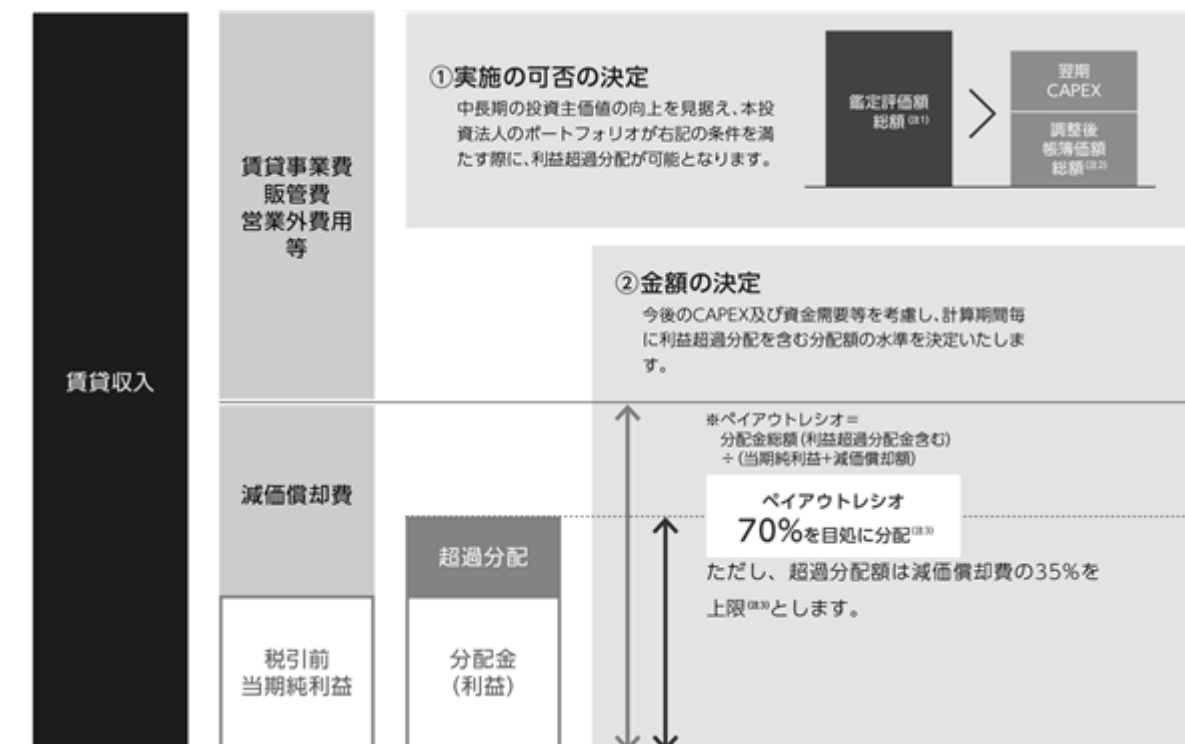 賃貸収入
賃貸事業費
販管費
営業外費用
等
減価償却費
税引前
当期純利益
超過分配
分配金
(利益)
①実施の可否の決定
中長期の投資主価値の向上を見据え、本投
資法人のポートフォリオが右記の条件を満
たす際に、利益超過分配が可能となります。
鑑定評価額
総額(注1)
翌期
CAPEX
調整後
帳簿価額
総額(注2)
②金額の決定
今後のCAPEX及び資金需要等を考慮し、計算期間毎
に利益超過分配を含む分配額の水準を決定いたしま
す。
※ペイアウトレシオ=
分配金総額(利益超過分配金含む)
÷(当期純利益+減価償却額)
ペイアウトレシオ
70%を目処に分配(注3)
ただし、超過分配額は減価償却費の35%を
上限(注3)とします。